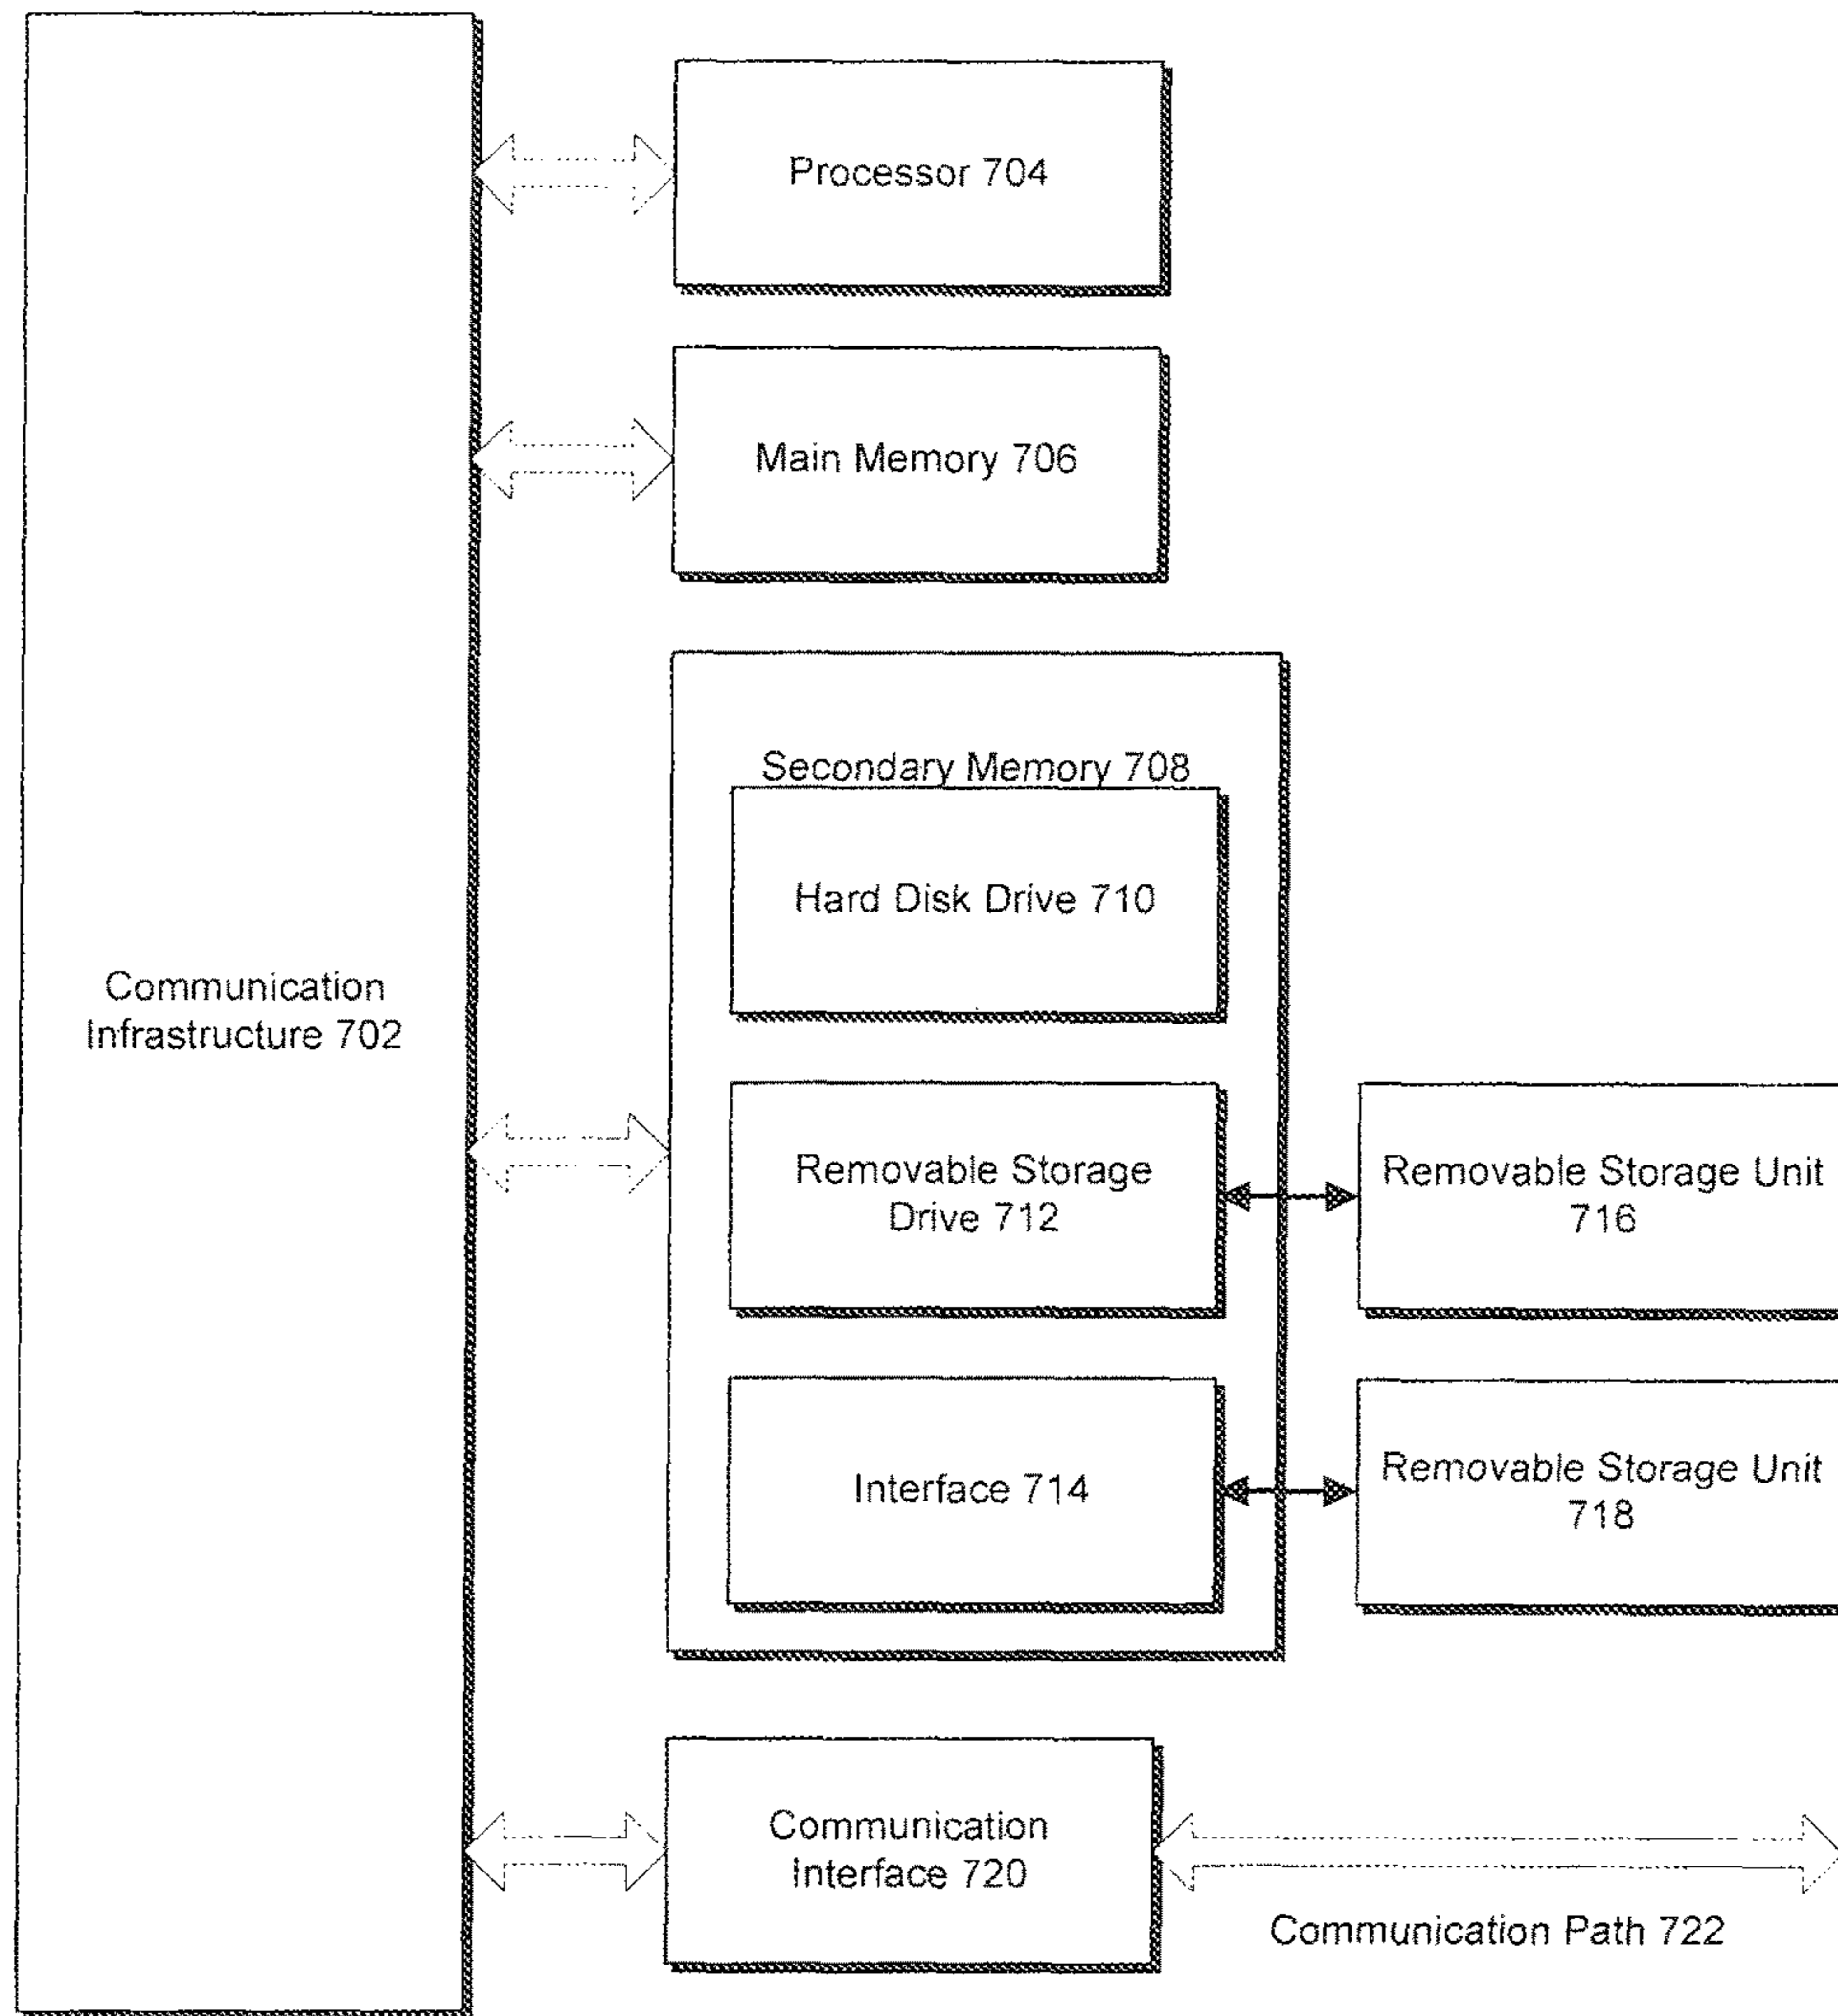 Processor 704
Main Memory 706
Secondary Memory 708
Hard Disk Drive 710
Communication
Infrastructure 702
Removable Storage
Drive 712
Removable Storage Unit
716
Interface 714
Removable Storage Unit
718
Communication
Interface 720
Communication Path 722